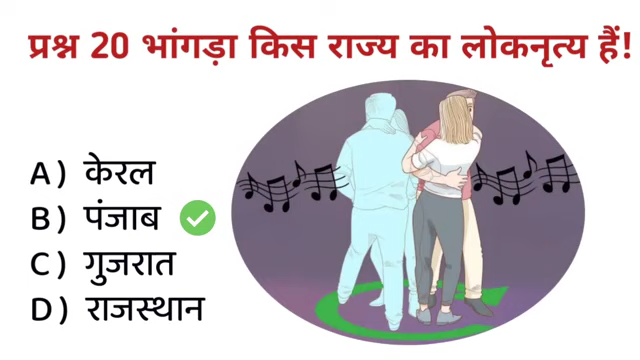 प्रश्न 20 भांगड़ा किस राज्य का लोकनृत्य हैं!
A) केरल
B) पंजाब
C) गुजरात
D) राजस्थान